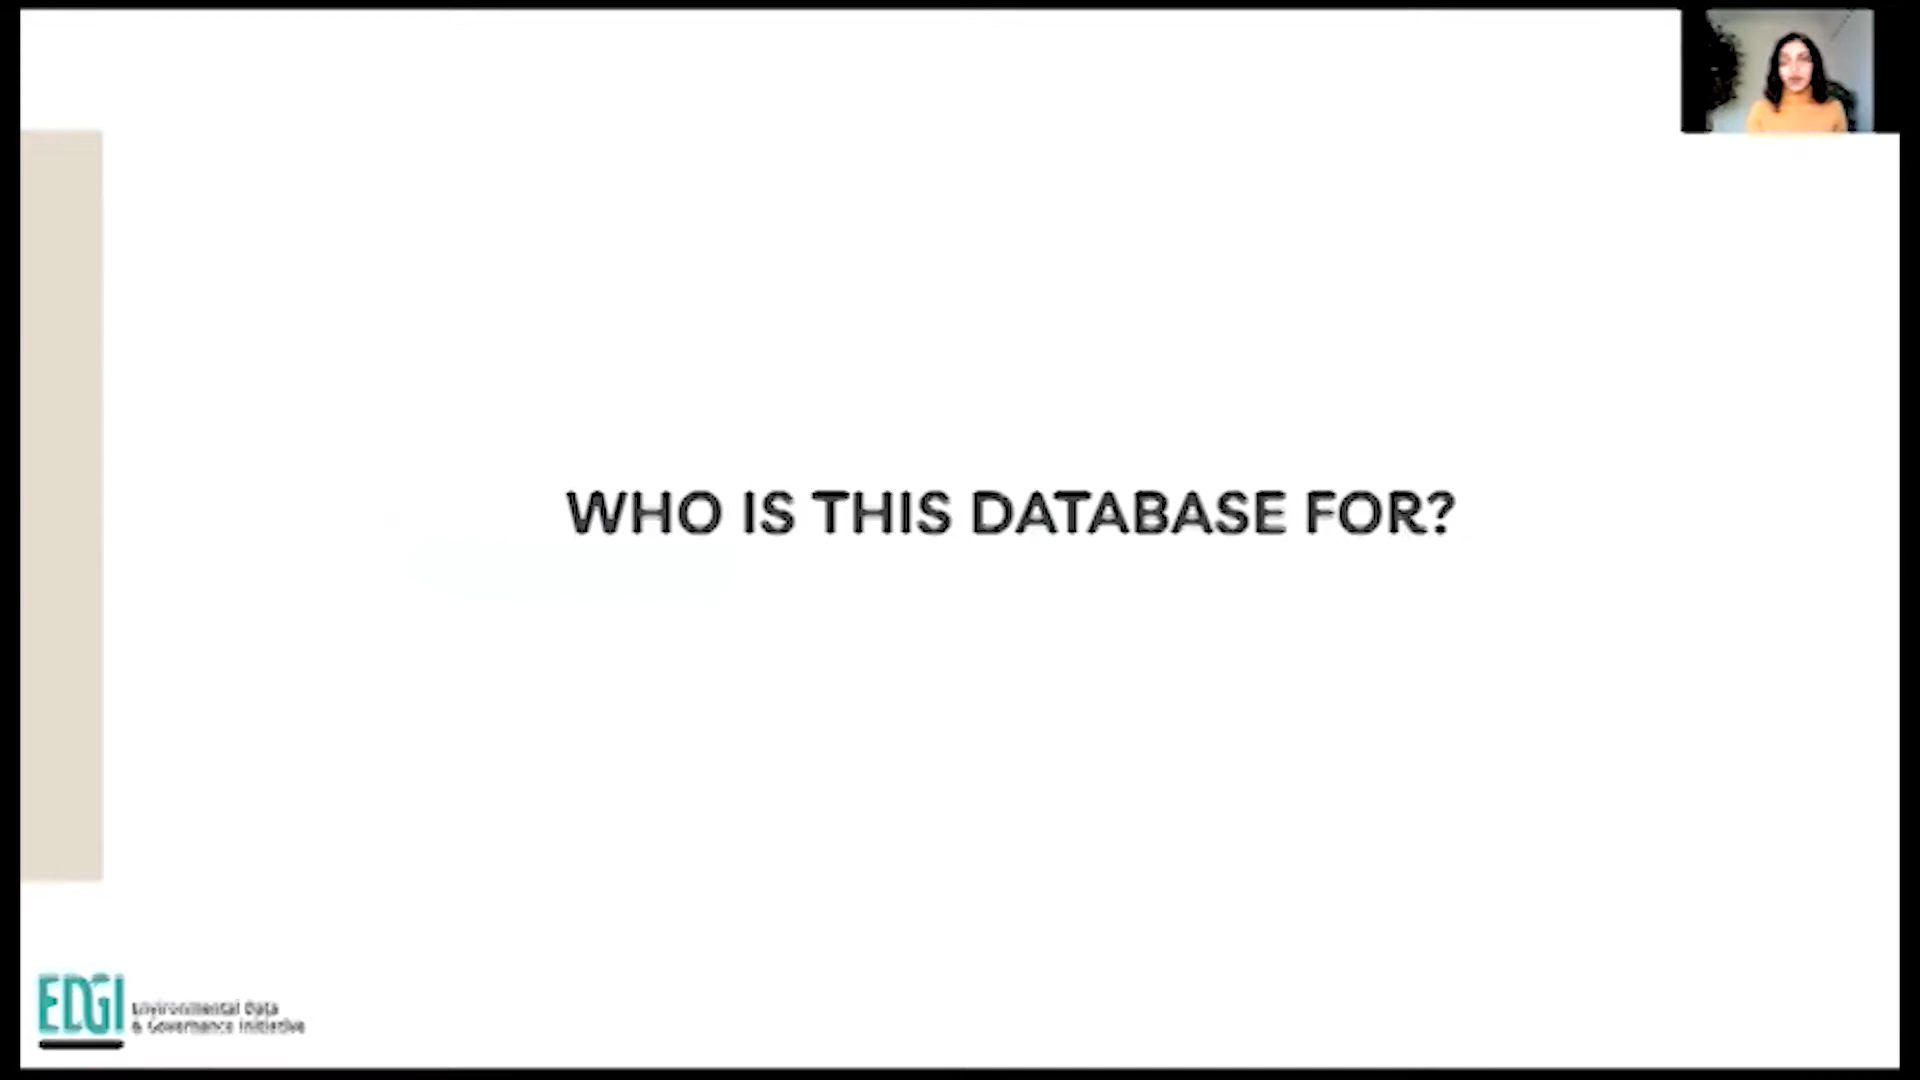 WHO IS THIS DATABASE FOR?
EDGI
Environmental Data
& Governance Initiative